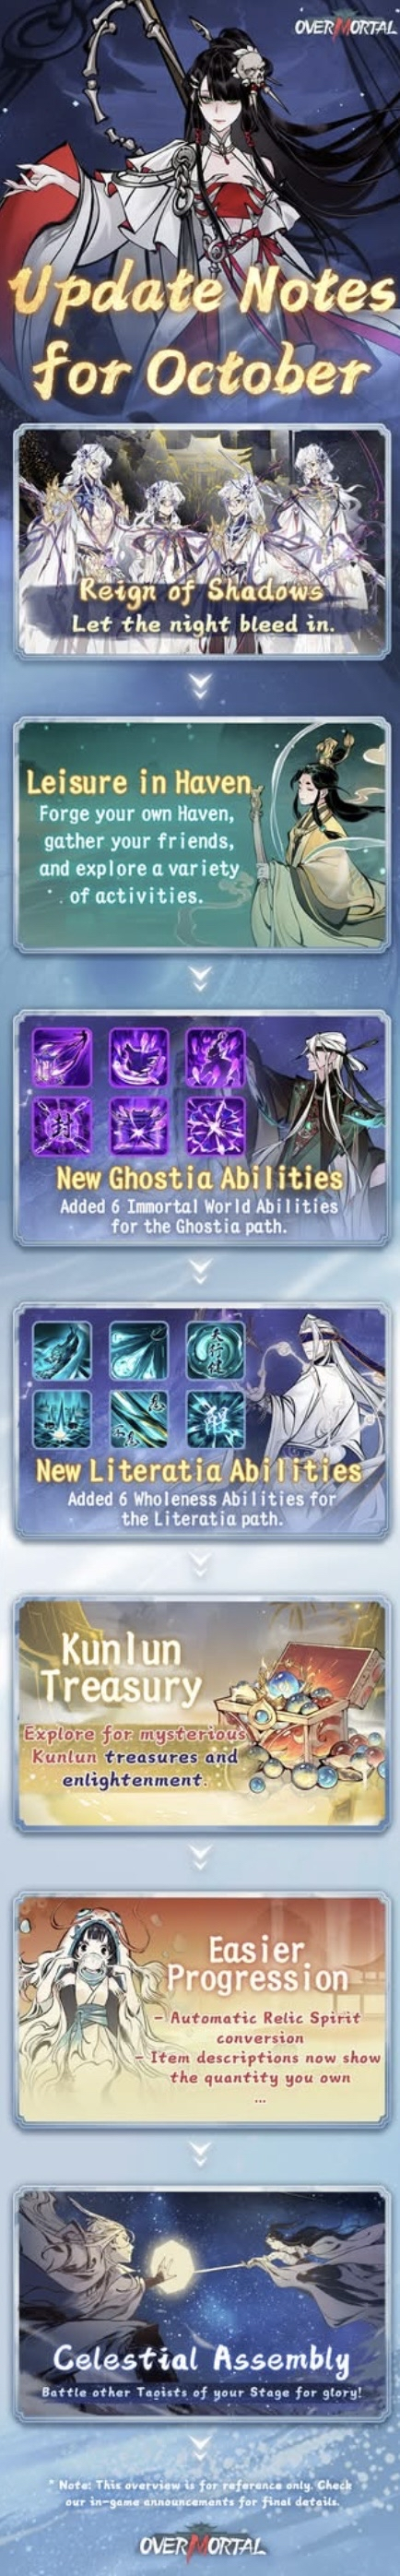 OVERMORTAL
Update Notes
for October
Reign of Shadows
Let the night bleed in.
Leisure in Haven
Forge your own Haven,
gather your friends,
and explore a variety
of activities.
封
New Ghostia Abilities
Added 6 Immortal World Abilities
for the Ghostia path.
天行健
醒
New Literatia Abilities
Added 6 Wholeness Abilities for
the Literatia path.
Kunlun
Treasury
Explore for mysterious
Kunlun treasures and
enlightenment.
Easier
Progression
- Automatic Relic Spirit
conversion
- Item descriptions now show
the quantity you own
...
Celestial Assembly
Battle other Taoists of your Stage for glory!
* Note: This overview is for reference only. Check
our in-game announcements for final details.
OVERMORTAL